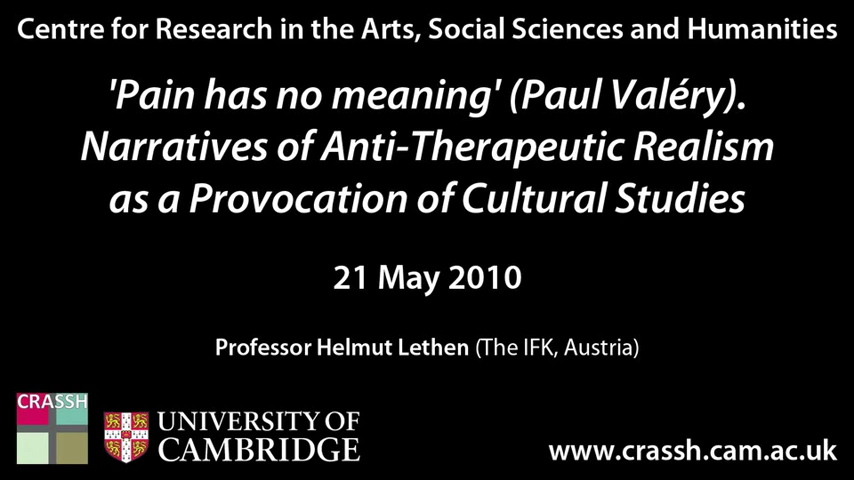 Centre for Research in the Arts, Social Sciences and Humanities
'Pain has no meaning' (Paul Valéry).
Narratives of Anti-Therapeutic Realism
as a Provocation of Cultural Studies
21 May 2010
Professor Helmut Lethen (The IFK, Austria)
CRASSH
UNIVERSITY OF
CAMBRIDGE
www.crassh.cam.ac.uk